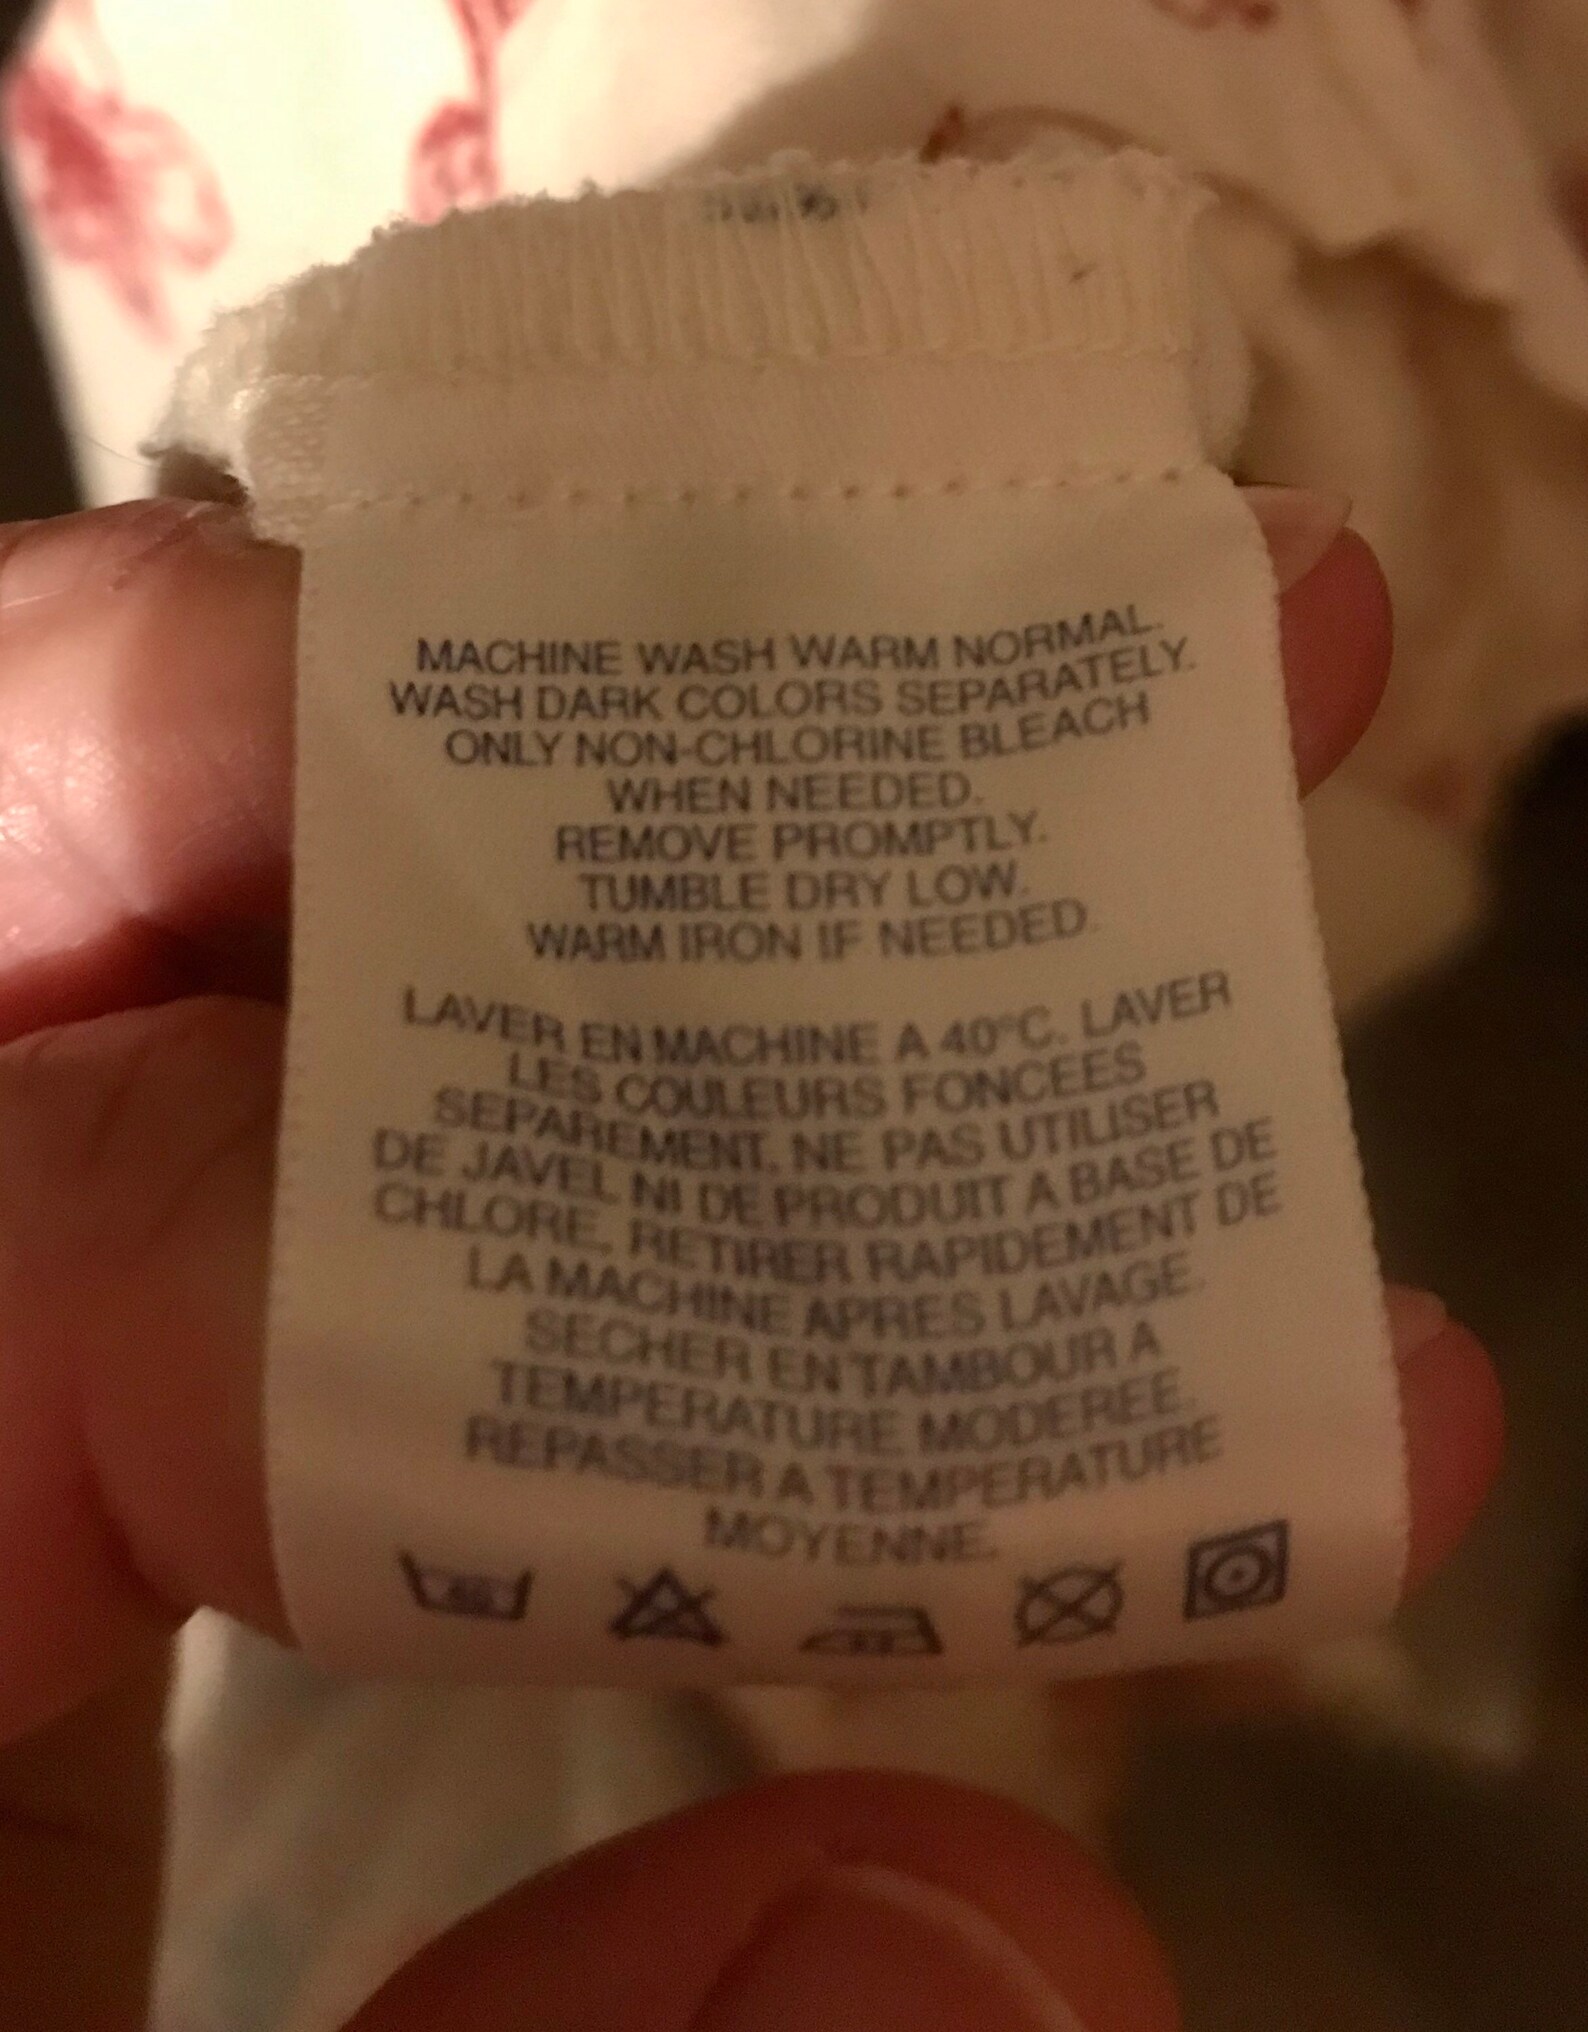 MACHINE WASH WARM NORMAL.
WASH DARK COLORS SEPARATELY.
ONLY NON-CHLORINE BLEACH
WHEN NEEDED.
REMOVE PROMPTLY.
TUMBLE DRY LOW.
WARM IRON IF NEEDED.
LAVER EN MACHINE A 40°C. LAVER
LES COULEURS FONCEES
SEPAREMENT. NE PAS UTILISER
DE JAVEL NI DE PRODUIT A BASE DE
CHLORE. RETIRER RAPIDEMENT DE
LA MACHINE APRES LAVAGE.
SECHER EN TAMBOUR A
TEMPERATURE MODEREE.
REPASSER A TEMPERATURE
MOYENNE.